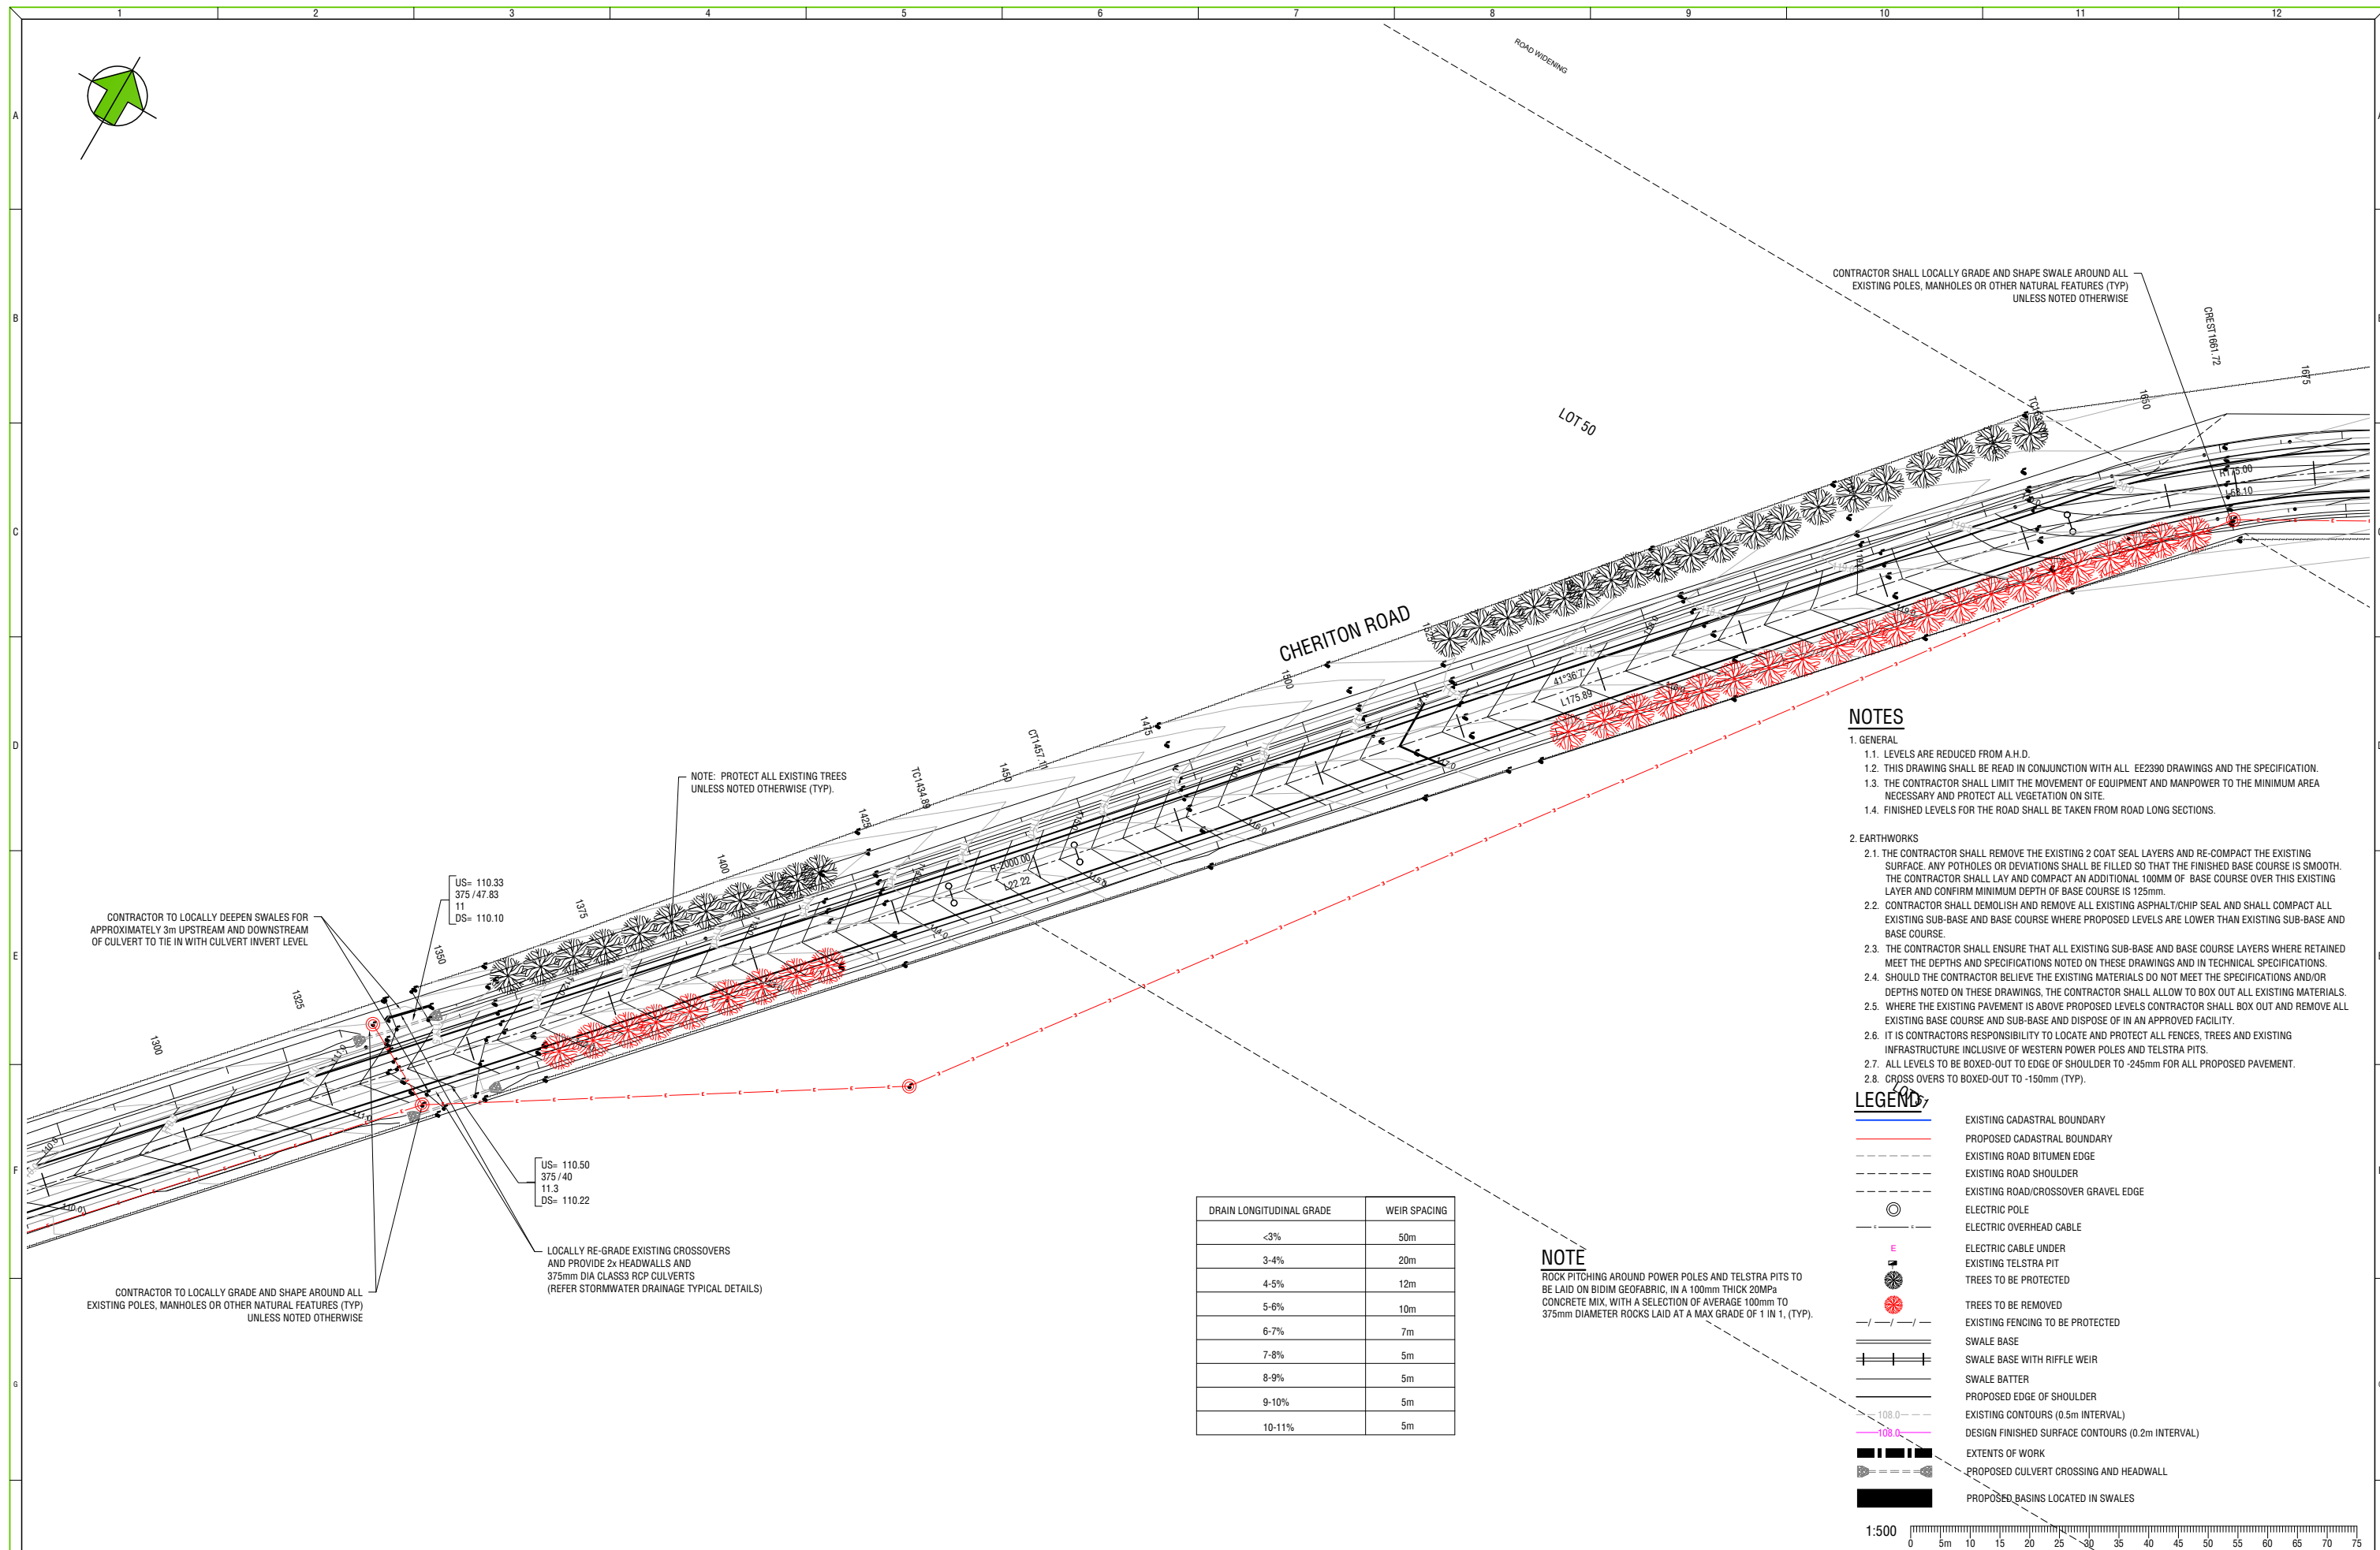 1 2 3 4 5 6 7 8 9 10 11 12
A
B
C
D
E
F
G
ROAD WIDENING
CONTRACTOR SHALL LOCALLY GRADE AND SHAPE SWALE AROUND ALL
EXISTING POLES, MANHOLES OR OTHER NATURAL FEATURES (TYP)
UNLESS NOTED OTHERWISE
CREST1661.72
1675
1650
LOT 50
R175.00
L58.10
CHERITON ROAD
1525
1500
1475
CT1457.11
1450
TC1434.89
1425
1400
1375
1350
1325
1300
41°36'7"
L175.89
R-2000.00
L22.22
NOTE: PROTECT ALL EXISTING TREES
UNLESS NOTED OTHERWISE (TYP).
US= 110.33
375 / 47.83
11
DS= 110.10
CONTRACTOR TO LOCALLY DEEPEN SWALES FOR
APPROXIMATELY 3m UPSTREAM AND DOWNSTREAM
OF CULVERT TO TIE IN WITH CULVERT INVERT LEVEL
US= 110.50
375 / 40
11.3
DS= 110.22
LOCALLY RE-GRADE EXISTING CROSSOVERS
AND PROVIDE 2x HEADWALLS AND
375mm DIA CLASS3 RCP CULVERTS
(REFER STORMWATER DRAINAGE TYPICAL DETAILS)
CONTRACTOR TO LOCALLY GRADE AND SHAPE AROUND ALL
EXISTING POLES, MANHOLES OR OTHER NATURAL FEATURES (TYP)
UNLESS NOTED OTHERWISE
DRAIN LONGITUDINAL GRADE WEIR SPACING
<3% 50m
3-4% 20m
4-5% 12m
5-6% 10m
6-7% 7m
7-8% 5m
8-9% 5m
9-10% 5m
10-11% 5m
NOTE
ROCK PITCHING AROUND POWER POLES AND TELSTRA PITS TO
BE LAID ON BIDIM GEOFABRIC, IN A 100mm THICK 20MPa
CONCRETE MIX, WITH A SELECTION OF AVERAGE 100mm TO
375mm DIAMETER ROCKS LAID AT A MAX GRADE OF 1 IN 1, (TYP).
NOTES
1. GENERAL
1.1. LEVELS ARE REDUCED FROM A.H.D.
1.2. THIS DRAWING SHALL BE READ IN CONJUNCTION WITH ALL EE2390 DRAWINGS AND THE SPECIFICATION.
1.3. THE CONTRACTOR SHALL LIMIT THE MOVEMENT OF EQUIPMENT AND MANPOWER TO THE MINIMUM AREA
NECESSARY AND PROTECT ALL VEGETATION ON SITE.
1.4. FINISHED LEVELS FOR THE ROAD SHALL BE TAKEN FROM ROAD LONG SECTIONS.
2. EARTHWORKS
2.1. THE CONTRACTOR SHALL REMOVE THE EXISTING 2 COAT SEAL LAYERS AND RE-COMPACT THE EXISTING
SURFACE. ANY POTHOLES OR DEVIATIONS SHALL BE FILLED SO THAT THE FINISHED BASE COURSE IS SMOOTH.
THE CONTRACTOR SHALL LAY AND COMPACT AN ADDITIONAL 100MM OF BASE COURSE OVER THIS EXISTING
LAYER AND CONFIRM MINIMUM DEPTH OF BASE COURSE IS 125mm.
2.2. CONTRACTOR SHALL DEMOLISH AND REMOVE ALL EXISTING ASPHALT/CHIP SEAL AND SHALL COMPACT ALL
EXISTING SUB-BASE AND BASE COURSE WHERE PROPOSED LEVELS ARE LOWER THAN EXISTING SUB-BASE AND
BASE COURSE.
2.3. THE CONTRACTOR SHALL ENSURE THAT ALL EXISTING SUB-BASE AND BASE COURSE LAYERS WHERE RETAINED
MEET THE DEPTHS AND SPECIFICATIONS NOTED ON THESE DRAWINGS AND IN TECHNICAL SPECIFICATIONS.
2.4. SHOULD THE CONTRACTOR BELIEVE THE EXISTING MATERIALS DO NOT MEET THE SPECIFICATIONS AND/OR
DEPTHS NOTED ON THESE DRAWINGS, THE CONTRACTOR SHALL ALLOW TO BOX OUT ALL EXISTING MATERIALS.
2.5. WHERE THE EXISTING PAVEMENT IS ABOVE PROPOSED LEVELS CONTRACTOR SHALL BOX OUT AND REMOVE ALL
EXISTING BASE COURSE AND SUB-BASE AND DISPOSE OF IN AN APPROVED FACILITY.
2.6. IT IS CONTRACTORS RESPONSIBILITY TO LOCATE AND PROTECT ALL FENCES, TREES AND EXISTING
INFRASTRUCTURE INCLUSIVE OF WESTERN POWER POLES AND TELSTRA PITS.
2.7. ALL LEVELS TO BE BOXED-OUT TO EDGE OF SHOULDER TO -245mm FOR ALL PROPOSED PAVEMENT.
2.8. CROSS OVERS TO BOXED-OUT TO -150mm (TYP).
LEGEND
EXISTING CADASTRAL BOUNDARY
PROPOSED CADASTRAL BOUNDARY
EXISTING ROAD BITUMEN EDGE
EXISTING ROAD SHOULDER
EXISTING ROAD/CROSSOVER GRAVEL EDGE
ELECTRIC POLE
ELECTRIC OVERHEAD CABLE
E ELECTRIC CABLE UNDER
EXISTING TELSTRA PIT
TREES TO BE PROTECTED
TREES TO BE REMOVED
EXISTING FENCING TO BE PROTECTED
SWALE BASE
SWALE BASE WITH RIFFLE WEIR
SWALE BATTER
PROPOSED EDGE OF SHOULDER
108.0 EXISTING CONTOURS (0.5m INTERVAL)
108.0 DESIGN FINISHED SURFACE CONTOURS (0.2m INTERVAL)
EXTENTS OF WORK
PROPOSED CULVERT CROSSING AND HEADWALL
PROPOSED BASINS LOCATED IN SWALES
1:500
0 5m 10 15 20 25 30 35 40 45 50 55 60 65 70 75